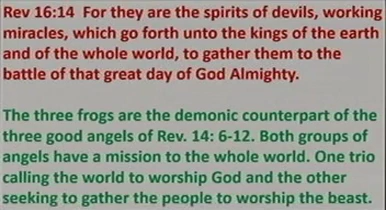 Rev 16:14  For they are the spirits of devils, working
miracles, which go forth unto the kings of the earth
and of the whole world, to gather them to the
battle of that great day of God Almighty.
The three frogs are the demonic counterpart of the
three good angels of Rev. 14: 6-12. Both groups of
angels have a mission to the whole world. One trio
calling the world to worship God and the other
seeking to gather the people to worship the beast.